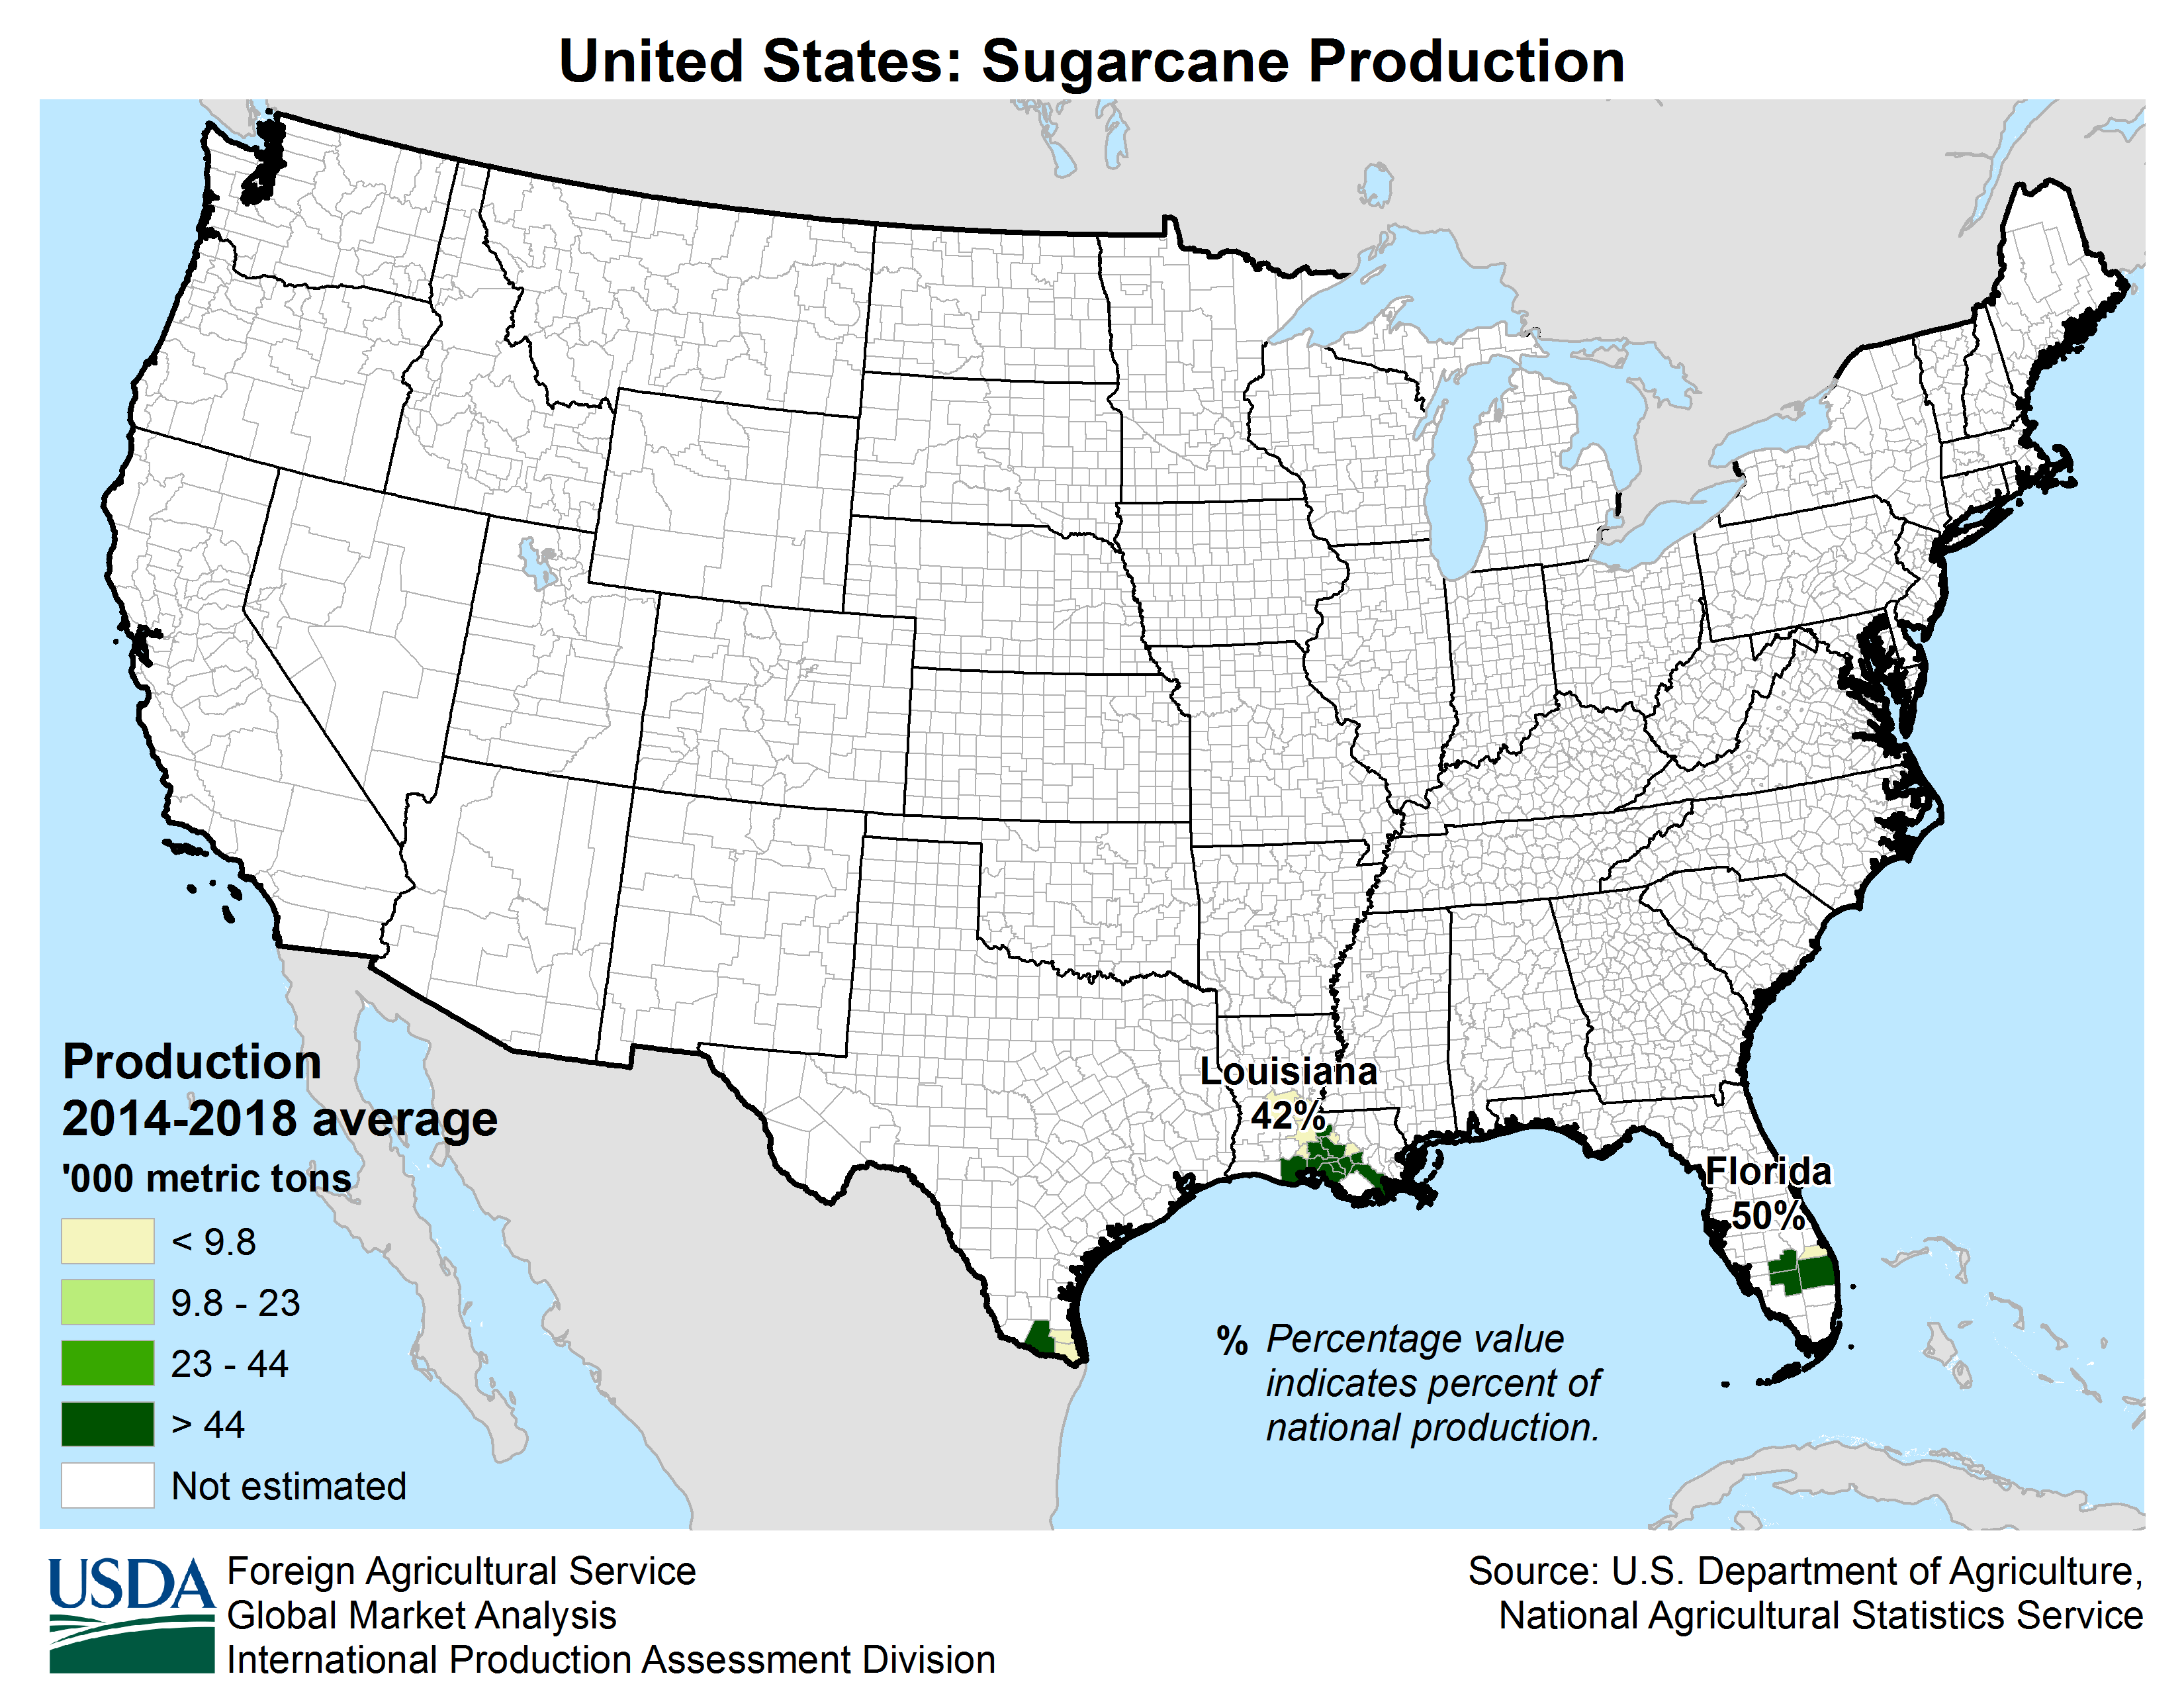 United States: Sugarcane Production
Louisiana
42%
Florida
50%
% Percentage value
indicates percent of
national production.
Production
2014-2018 average
'000 metric tons
< 9.8
9.8 - 23
23 - 44
> 44
Not estimated
USDA
Foreign Agricultural Service
Global Market Analysis
International Production Assessment Division
Source: U.S. Department of Agriculture,
National Agricultural Statistics Service